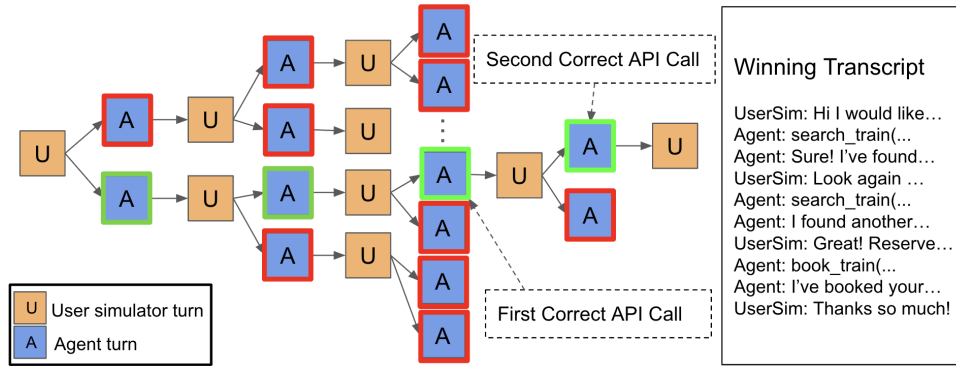 A
A
U
A
Second Correct API Call
Winning Transcript
A
U
A
U
A
U
A
U
U
UserSim: Hi I would like…
Agent: search_train(...
Agent: Sure! I've found…
UserSim: Look again …
Agent: search_train(...
Agent: I found another…
UserSim: Great! Reserve…
Agent: book_train(...
Agent: I've booked your…
UserSim: Thanks so much!
A
U
A
U
A
U
A
A
A
U
A
A
U User simulator turn
A Agent turn
First Correct API Call